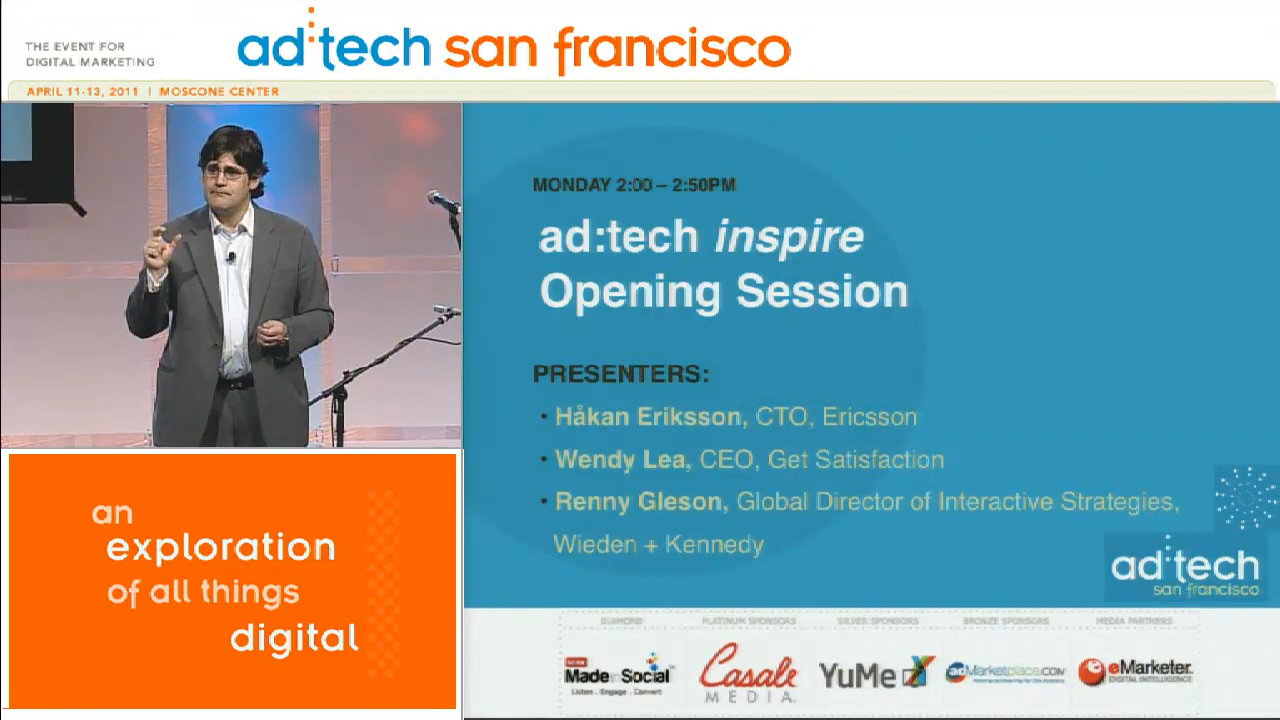 THE EVENT FOR
DIGITAL MARKETING
ad:tech san francisco
APRIL 11-13, 2011 | MOSCONE CENTER
MONDAY 2:00 – 2:50PM
ad:tech inspire
Opening Session
PRESENTERS:
• Håkan Eriksson, CTO, Ericsson
• Wendy Lea, CEO, Get Satisfaction
• Renny Gleson, Global Director of Interactive Strategies,
Wieden + Kennedy
ad:tech
san francisco
an
exploration
of all things
digital
DIAMOND
PLATINUM SPONSORS
SILVER SPONSORS
BRONZE SPONSORS
MEDIA PARTNERS
Made in Social
Listen . Engage . Convert
Casale
MEDIA
YuMe
adMarketplace.com
eMarketer.
DIGITAL INTELLIGENCE